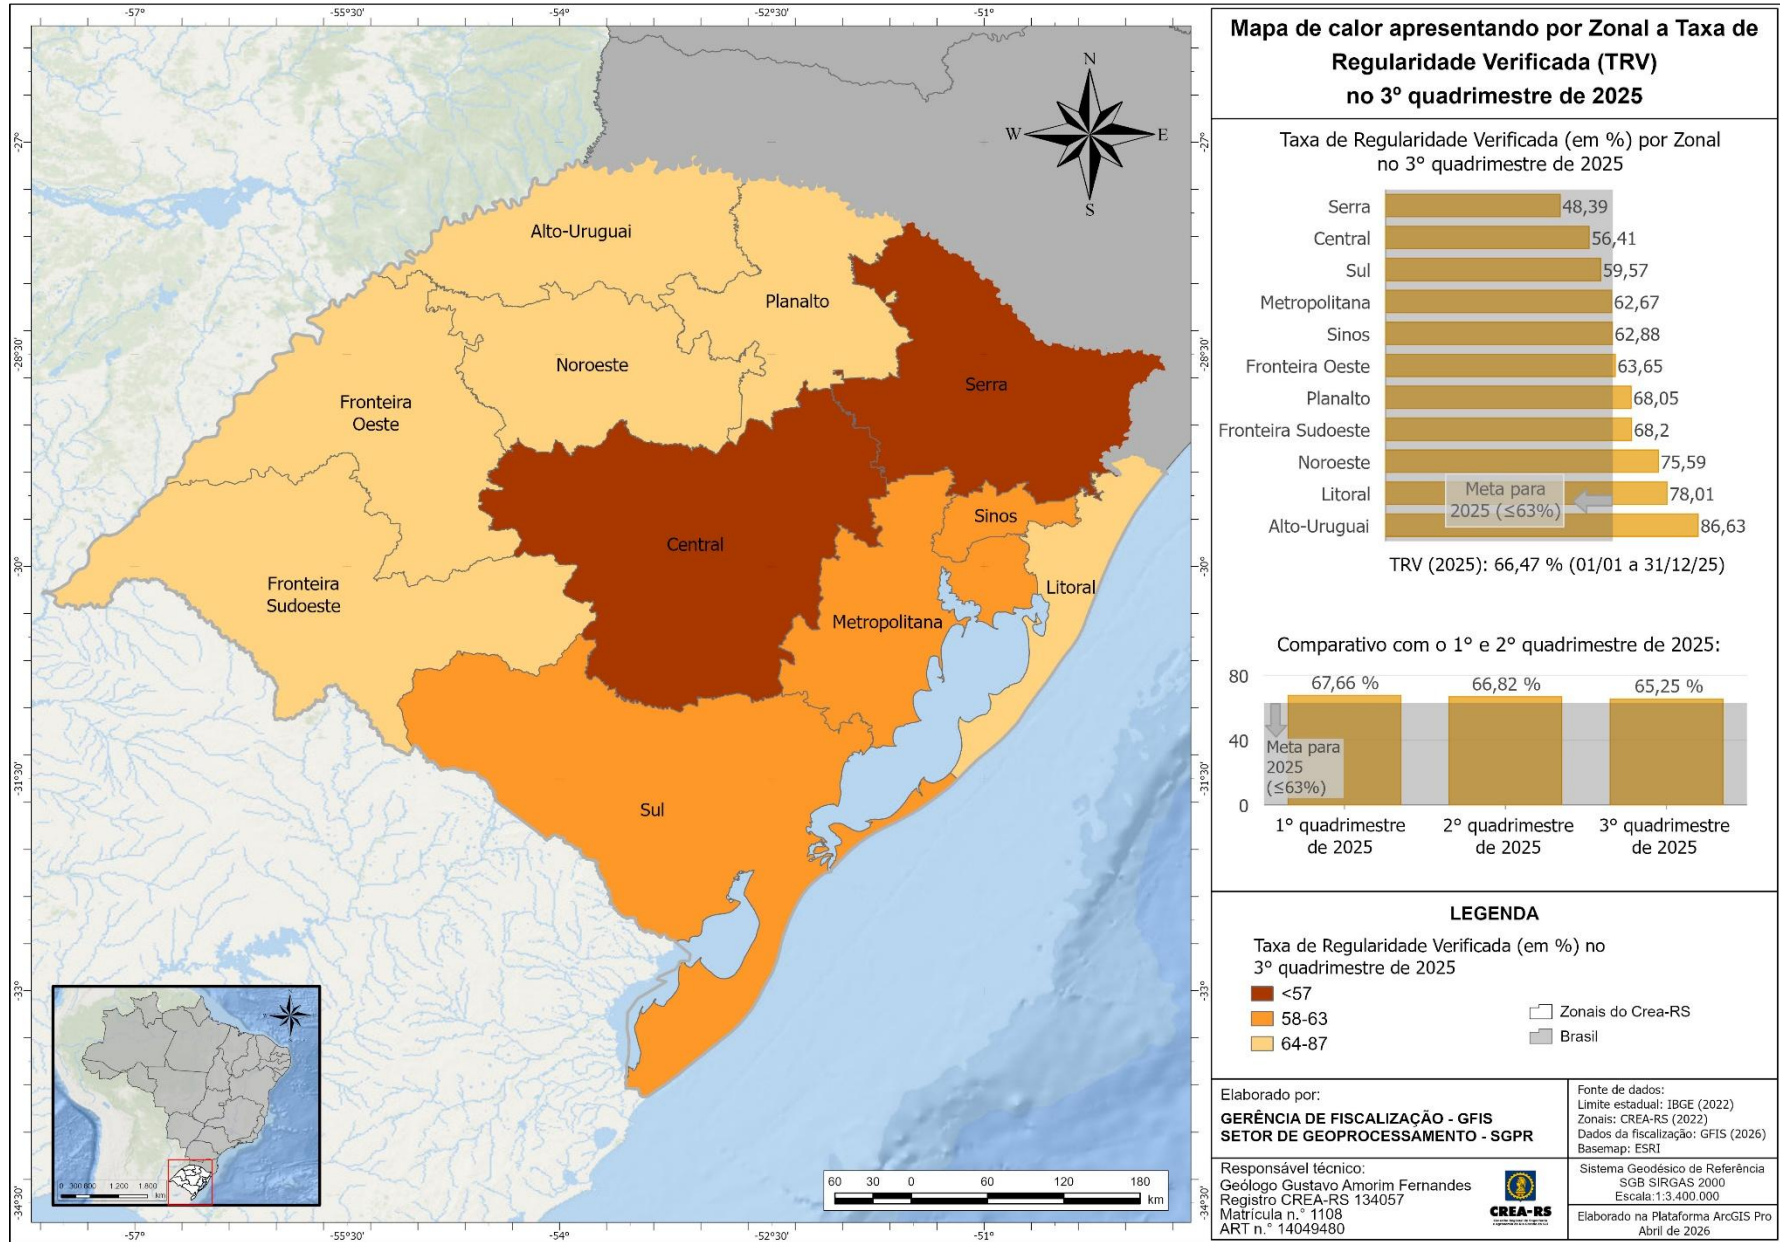 Mapa de calor apresentando por Zonal a Taxa de
Regularidade Verificada (TRV)
no 3º quadrimestre de 2025
-57°
-55°30'
-54°
-52°30'
-51°
-27°
-28°30'
-30°
-31°30'
-33°
-34°30'
N
W
E
S
Alto-Uruguai
Planalto
Noroeste
Serra
Fronteira
Oeste
Sinos
Central
Fronteira
Sudoeste
Litoral
Metropolitana
Sul
0 300 600 1.200 1.800
km
60 30 0 60 120 180
km
Taxa de Regularidade Verificada (em %) por Zonal
no 3° quadrimestre de 2025
Serra 48,39
Central 56,41
Sul 59,57
Metropolitana 62,67
Sinos 62,88
Fronteira Oeste 63,65
Planalto 68,05
Fronteira Sudoeste 68,2
Noroeste 75,59
Litoral 78,01
Alto-Uruguai 86,63
Meta para
2025 (≤63%)
TRV (2025): 66,47 % (01/01 a 31/12/25)
Comparativo com o 1° e 2° quadrimestre de 2025:
80
40
0
67,66 %
66,82 %
65,25 %
Meta para
2025
(≤63%)
1° quadrimestre
de 2025
2° quadrimestre
de 2025
3° quadrimestre
de 2025
LEGENDA
Taxa de Regularidade Verificada (em %) no
3° quadrimestre de 2025
<57
58-63
64-87
Zonais do Crea-RS
Brasil
Elaborado por:
GERÊNCIA DE FISCALIZAÇÃO - GFIS
SETOR DE GEOPROCESSAMENTO - SGPR
Responsável técnico:
Geólogo Gustavo Amorim Fernandes
Registro CREA-RS 134057
Matrícula n.° 1108
ART n.° 14049480
CREA-RS
Fonte de dados:
Limite estadual: IBGE (2022)
Zonais: CREA-RS (2022)
Dados da fiscalização: GFIS (2026)
Basemap: ESRI
Sistema Geodésico de Referência
SGB SIRGAS 2000
Escala:1:3.400.000
Elaborado na Plataforma ArcGIS Pro
Abril de 2026